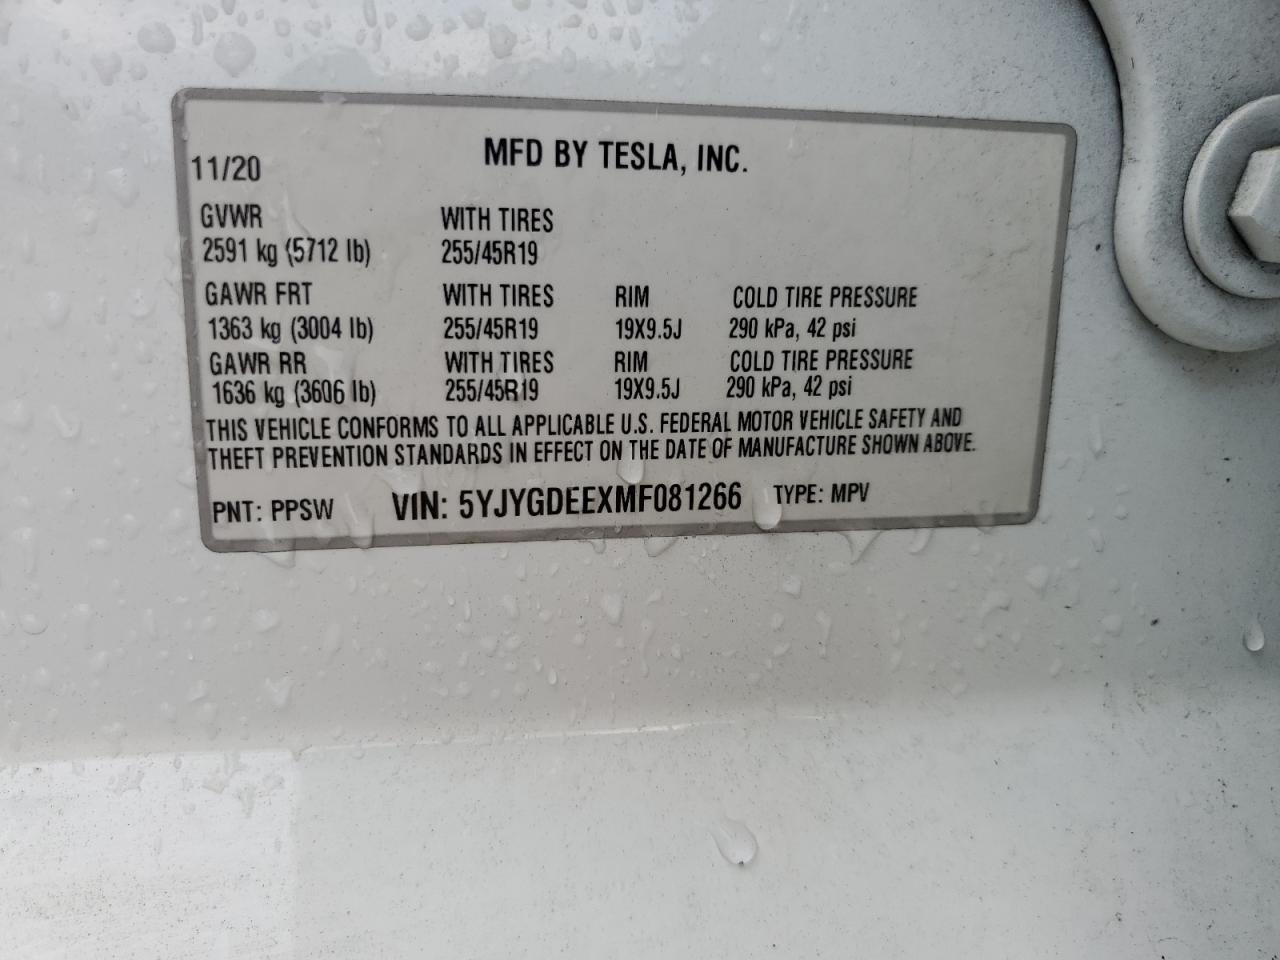 MFD BY TESLA, INC.
11/20
GVWR WITH TIRES
2591 kg (5712 lb) 255/45R19
GAWR FRT WITH TIRES RIM COLD TIRE PRESSURE
1363 kg (3004 lb) 255/45R19 19X9.5J 290 kPa, 42 psi
GAWR RR WITH TIRES RIM COLD TIRE PRESSURE
1636 kg (3606 lb) 255/45R19 19X9.5J 290 kPa, 42 psi
THIS VEHICLE CONFORMS TO ALL APPLICABLE U.S. FEDERAL MOTOR VEHICLE SAFETY AND
THEFT PREVENTION STANDARDS IN EFFECT ON THE DATE OF MANUFACTURE SHOWN ABOVE.
PNT: PPSW VIN: 5YJYGDEEXMF081266 TYPE: MPV